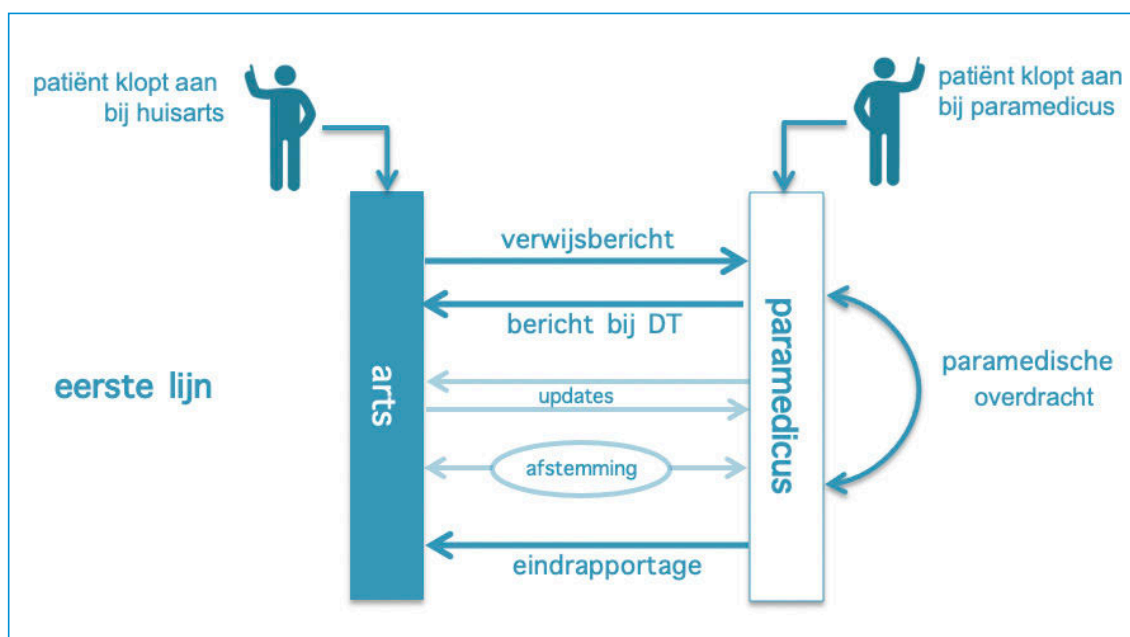 patiënt klopt aan
bij huisarts
patiënt klopt aan
bij paramedicus
verwijsbericht
bericht bij DT
arts
paramedicus
eerste lijn
updates
paramedische
overdracht
afstemming
eindrapportage